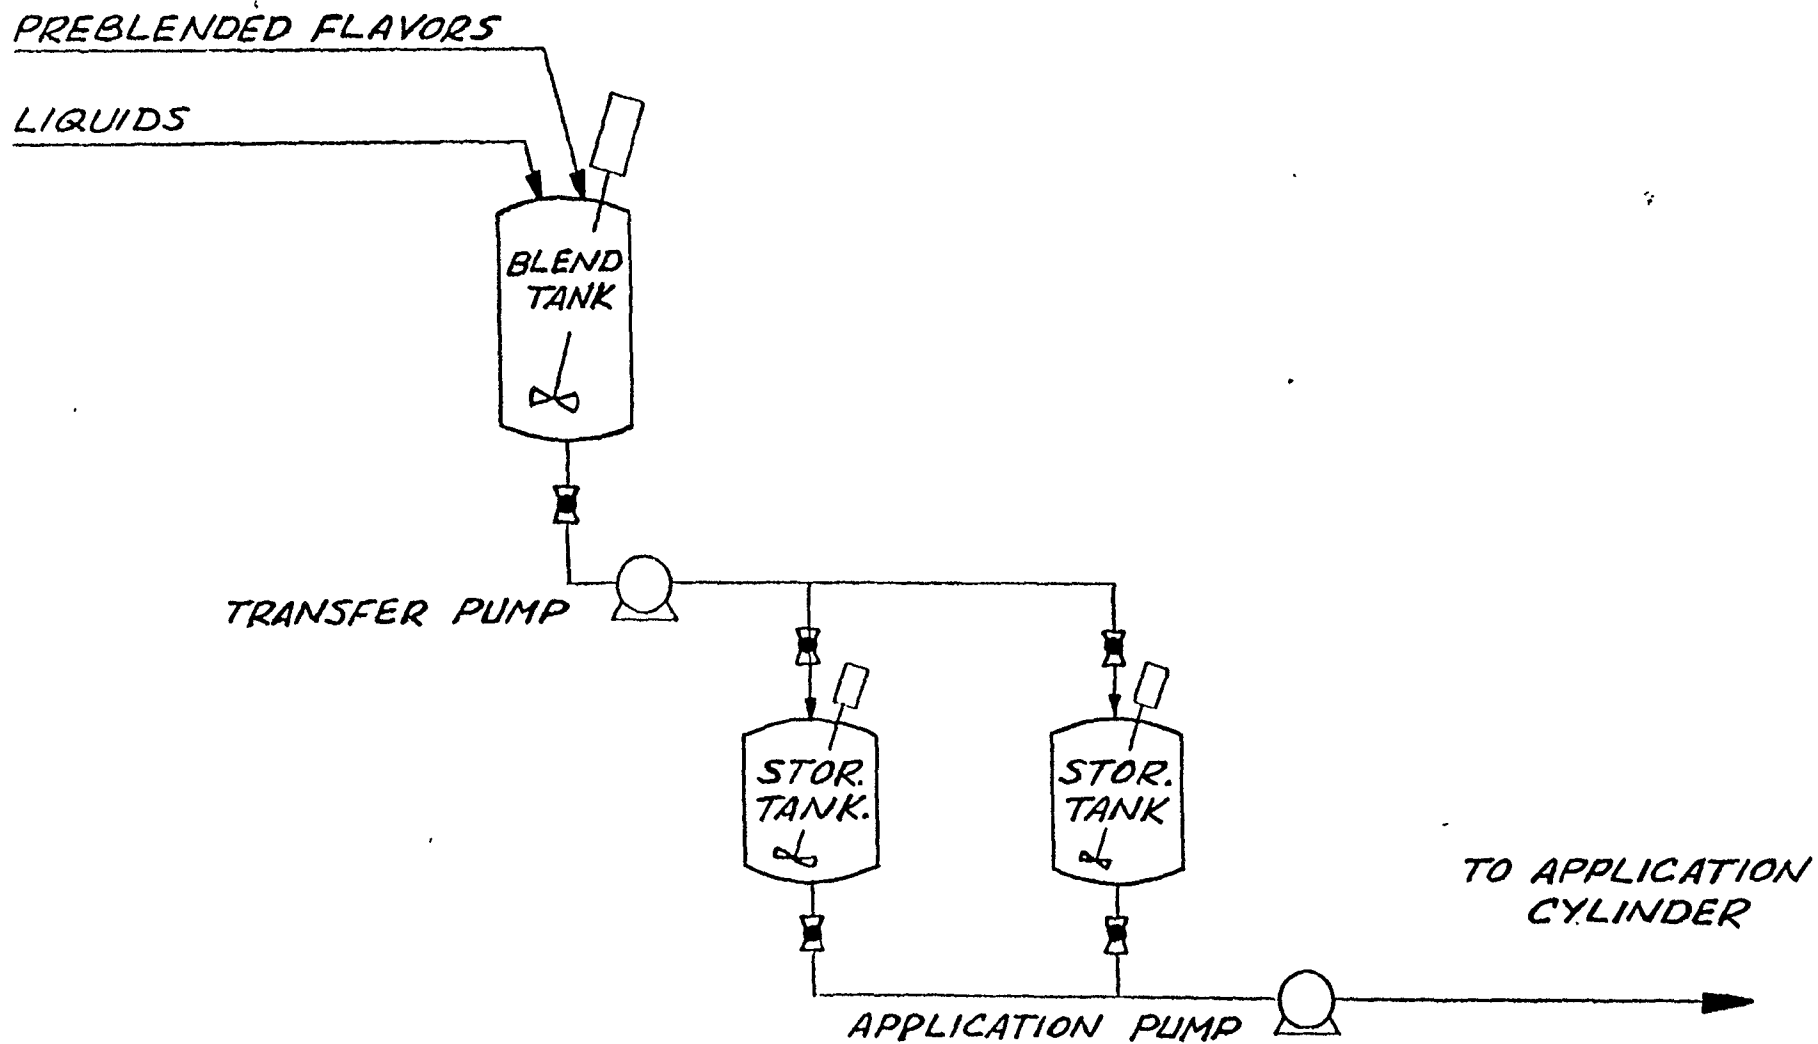 PREBLENDED FLAVORS
LIQUIDS
BLEND
TANK
TRANSFER PUMP
STOR.
TANK.
STOR.
TANK
TO APPLICATION
CYLINDER
APPLICATION PUMP